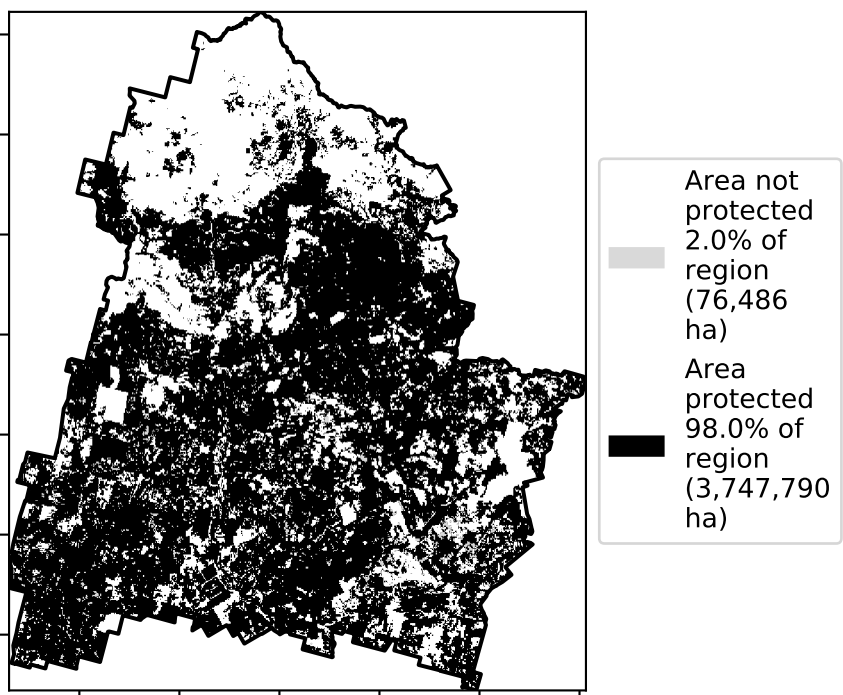 Area not
protected
2.0% of
region
(76,486
ha)
Area
protected
98.0% of
region
(3,747,790
ha)